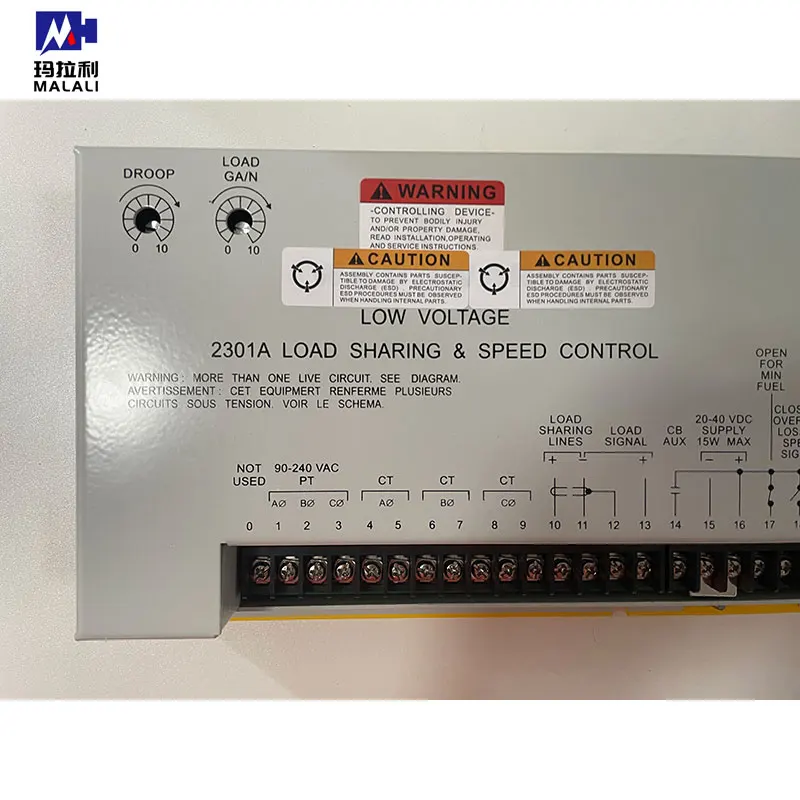 玛拉利
MALALI
DROOP
0 10
LOAD
GA/N
0 10
WARNING
-CONTROLLING DEVICE-
TO PREVENT BODILY INJURY
AND/OR PROPERTY DAMAGE,
READ INSTALLATION,OPERATING
AND SERVICE INSTRUCTIONS.
CAUTION
ASSEMBLY CONTAINS PARTS SUSCEP-
TIBLE TO DAMAGE BY ELECTROSTATIC
DISCHARGE (ESD) . PRECAUTIONARY
ESD PROCEDURES MUST BE OBSERVED
WHEN HANDLING INTERNAL PARTS.
CAUTION
ASSEMBLY CONTAINS PARTS SUSCEP-
TIBLE TO DAMAGE BY ELECTROSTATIC
DISCHARGE (ESD) . PRECAUTIONARY
ESD PROCEDURES MUST BE OBSERVED
WHEN HANDLING INTERNAL PARTS.
LOW VOLTAGE
2301A LOAD SHARING & SPEED CONTROL
WARNING : MORE THAN ONE LIVE CIRCUIT. SEE DIAGRAM.
AVERTISSEMENT : CET EQUIPMERT RENFERME PLUSIEURS
CIRCUITS SOUS TENSION. VOIR LE SCHEMA.
OPEN
FOR
MIN
FUEL
LOAD
SHARING
LINES
+ −
LOAD
SIGNAL
+
CB
AUX
20-40 VDC
SUPPLY
15W MAX
− +
NOT
USED
90-240 VAC
PT
AØ BØ CØ
CT
AØ
CT
BØ
CT
CØ
0 1 2 3 4 5 6 7 8 9 10 11 12 13 14 15 16 17